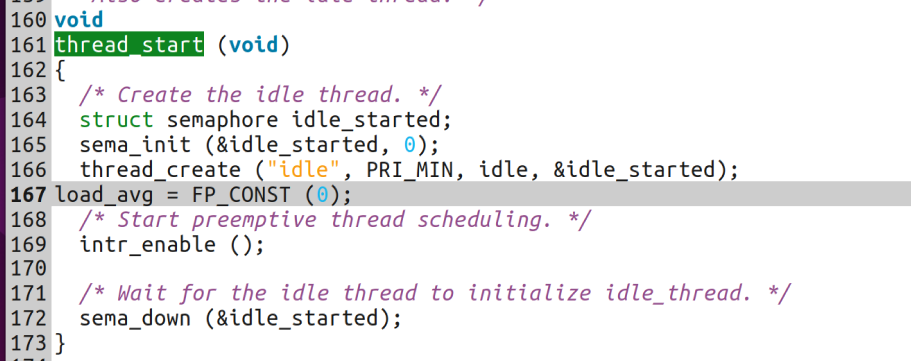 160 void
161 thread_start (void)
162 {
163   /* Create the idle thread. */
164   struct semaphore idle_started;
165   sema_init (&idle_started, 0);
166   thread_create ("idle", PRI_MIN, idle, &idle_started);
167 load_avg = FP_CONST (0);
168   /* Start preemptive thread scheduling. */
169   intr_enable ();
170
171   /* Wait for the idle thread to initialize idle_thread. */
172   sema_down (&idle_started);
173 }